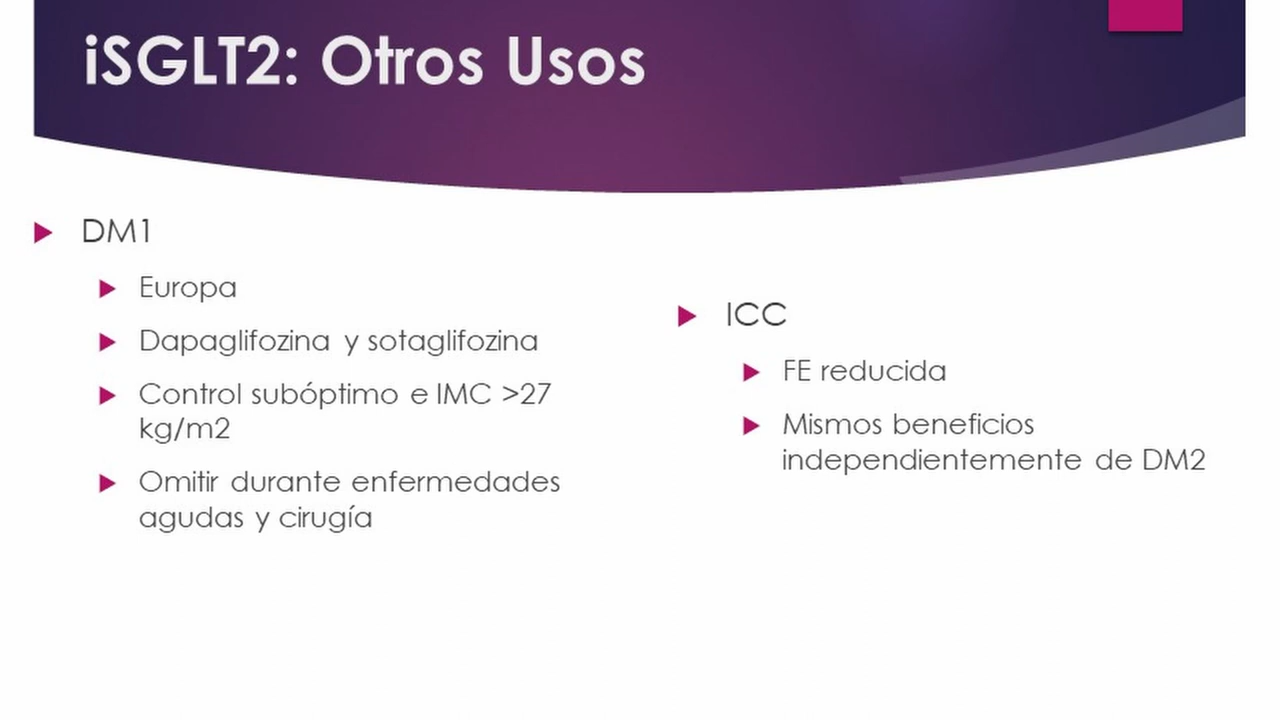 iSGLT2: Otros Usos
DM1
Europa
Dapaglifozina y sotaglifozina
Control subóptimo e IMC >27
kg/m2
Omitir durante enfermedades
agudas y cirugía
ICC
FE reducida
Mismos beneficios
independientemente de DM2